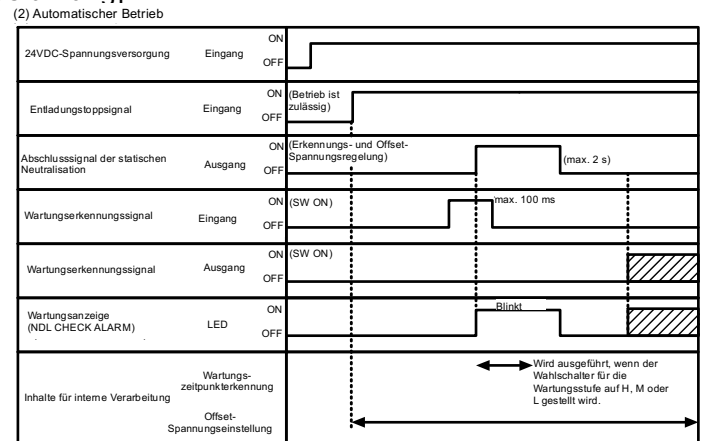 (2) Automatischer Betrieb
24VDC-Spannungsversorgung
Eingang
ON
OFF
Entladungstoppsignal
Eingang
ON
OFF
(Betrieb ist
zulässig)
Abschlusssignal der statischen
Neutralisation
Ausgang
ON
OFF
(Erkennungs- und Offset-
Spannungsregelung)
(max. 2 s)
Wartungserkennungssignal
Eingang
ON
OFF
(SW ON)
max. 100 ms
Wartungserkennungssignal
Ausgang
ON
OFF
(SW ON)
Wartungsanzeige
(NDL CHECK ALARM)
LED
ON
OFF
Blinkt
Inhalte für interne Verarbeitung
Wartungs-
zeitpunkterkennung
Offset-
Spannungseinstellung
Wird ausgeführt, wenn der
Wahlschalter für die
Wartungsstufe auf H, M oder
L gestellt wird.